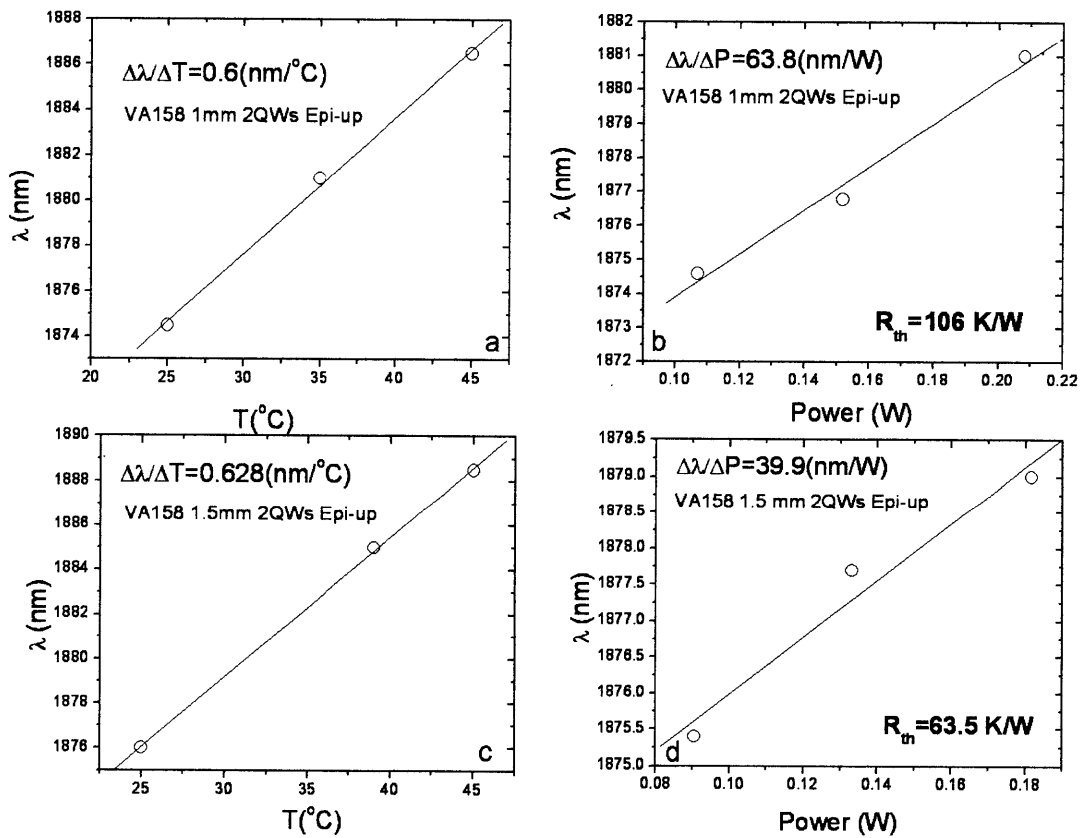 Δλ/ΔT=0.6(nm/°C)
VA158 1mm 2QWs Epi-up
λ (nm)
1888
1886
1884
1882
1880
1878
1876
1874
20 25 30 35 40 45
T(°C)
a
Δλ/ΔP=63.8(nm/W)
VA158 1mm 2QWs Epi-up
λ (nm)
1882
1881
1880
1879
1878
1877
1876
1875
1874
1873
1872
R_th=106 K/W
b
0.10 0.12 0.14 0.16 0.18 0.20 0.22
Power (W)
Δλ/ΔT=0.628(nm/°C)
VA158 1.5mm 2QWs Epi-up
λ (nm)
1890
1888
1886
1884
1882
1880
1878
1876
c
25 30 35 40 45
T(°C)
Δλ/ΔP=39.9(nm/W)
VA158 1.5 mm 2QWs Epi-up
λ (nm)
1879.5
1879.0
1878.5
1878.0
1877.5
1877.0
1876.5
1876.0
1875.5
1875.0
R_th=63.5 K/W
d
0.08 0.10 0.12 0.14 0.16 0.18
Power (W)